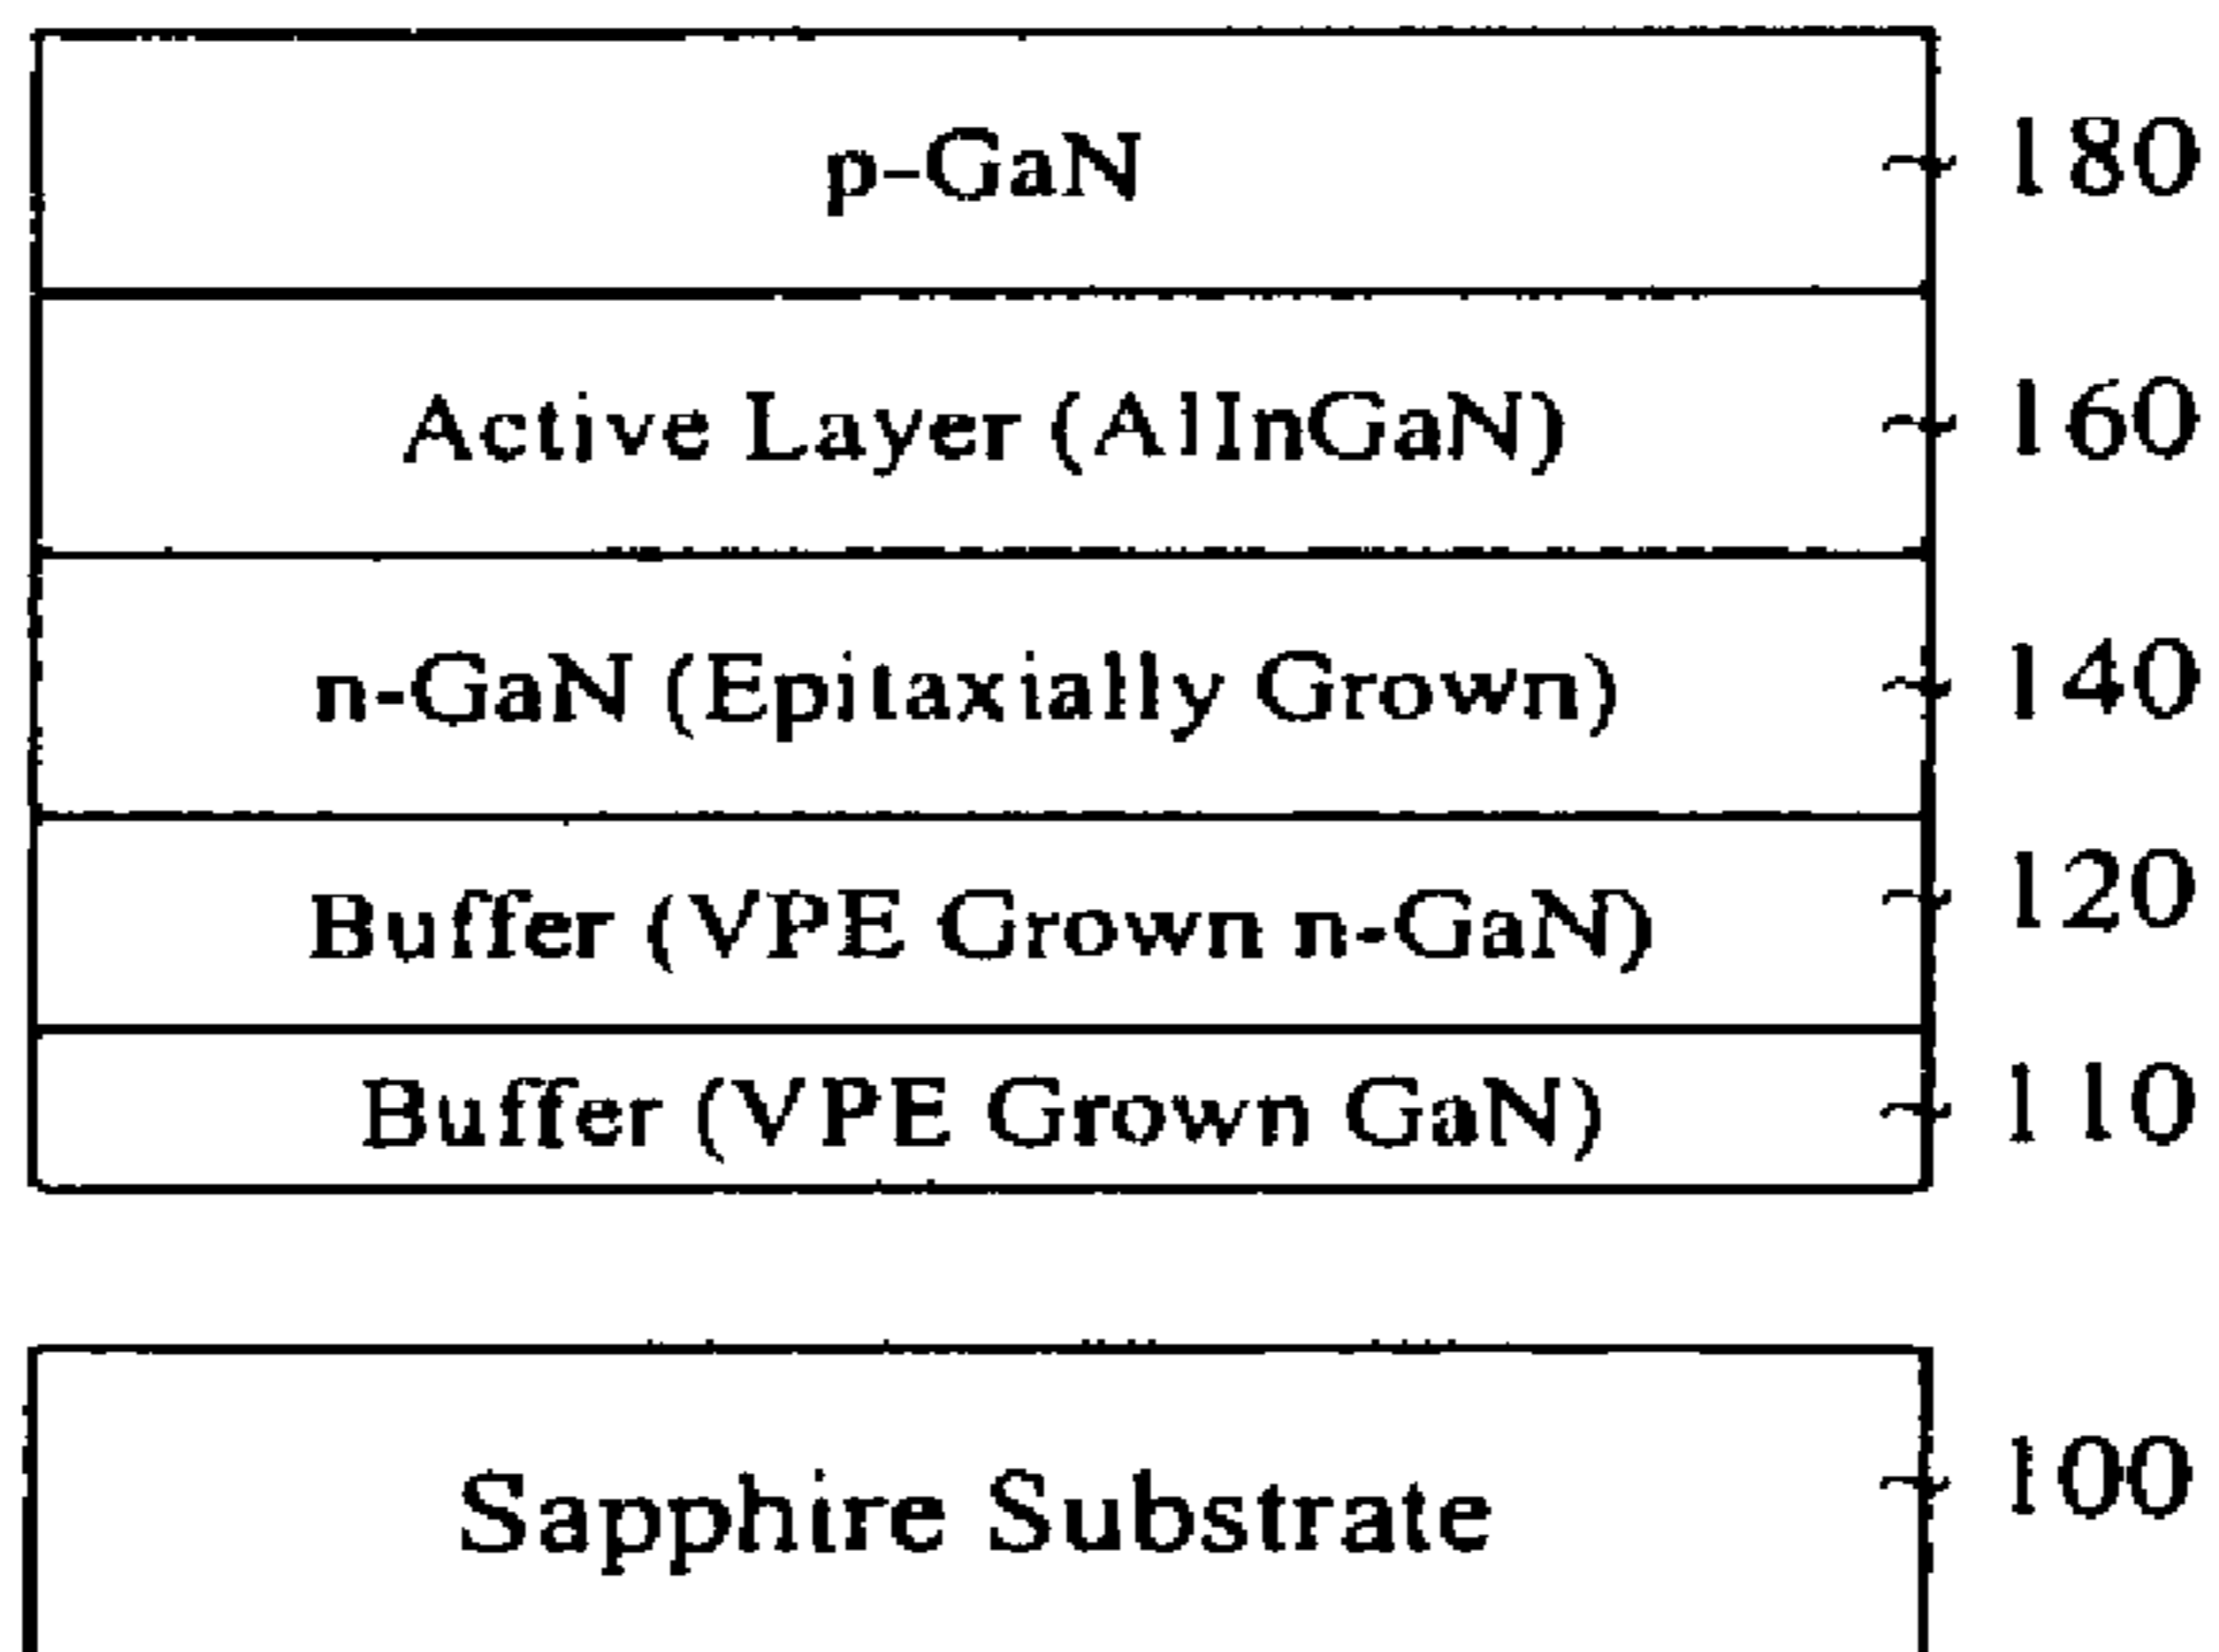 p-GaN 180
Active Layer (AlInGaN) 160
n-GaN (Epitaxially Grown) 140
Buffer (VPE Grown n-GaN) 120
Buffer (VPE Grown GaN) 110
Sapphire Substrate 100